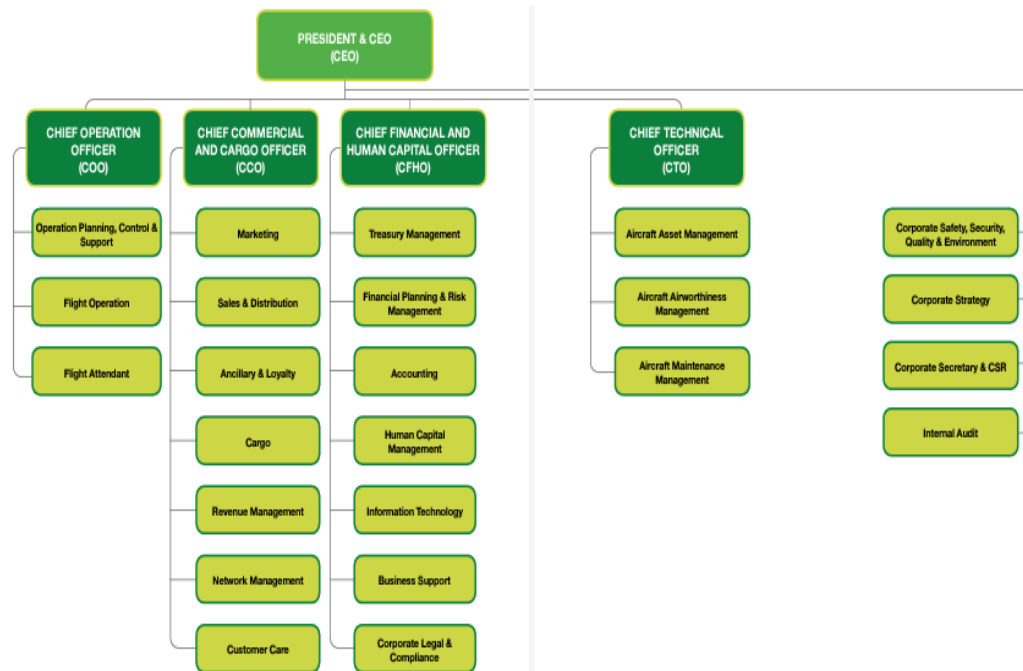 PRESIDENT & CEO
(CEO)
CHIEF OPERATION
OFFICER
(COO)
Operation Planning, Control &
Support
Flight Operation
Flight Attendant
CHIEF COMMERCIAL
AND CARGO OFFICER
(CCO)
Marketing
Sales & Distribution
Ancillary & Loyalty
Cargo
Revenue Management
Network Management
Customer Care
CHIEF FINANCIAL AND
HUMAN CAPITAL OFFICER
(CFHO)
Treasury Management
Financial Planning & Risk
Management
Accounting
Human Capital
Management
Information Technology
Business Support
Corporate Legal &
Compliance
CHIEF TECHNICAL
OFFICER
(CTO)
Aircraft Asset Management
Aircraft Airworthiness
Management
Aircraft Maintenance
Management
Corporate Safety, Security,
Quality & Environment
Corporate Strategy
Corporate Secretary & CSR
Internal Audit